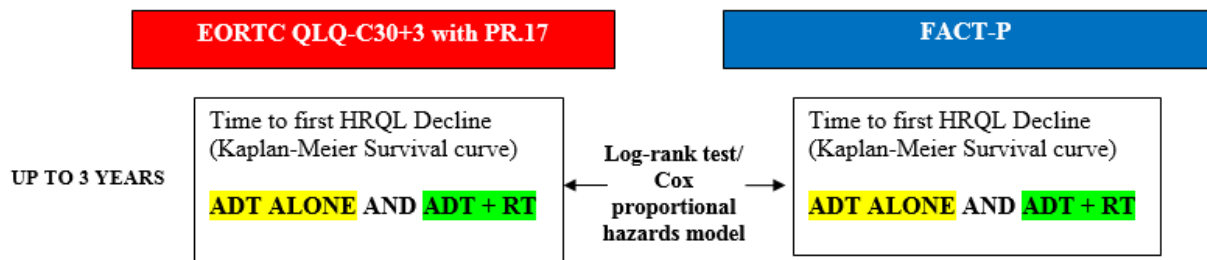 EORTC QLQ-C30+3 with PR.17
FACT-P
UP TO 3 YEARS
Time to first HRQL Decline
(Kaplan-Meier Survival curve)
ADT ALONE AND ADT + RT
Log-rank test/
Cox
proportional
hazards model
Time to first HRQL Decline
(Kaplan-Meier Survival curve)
ADT ALONE AND ADT + RT